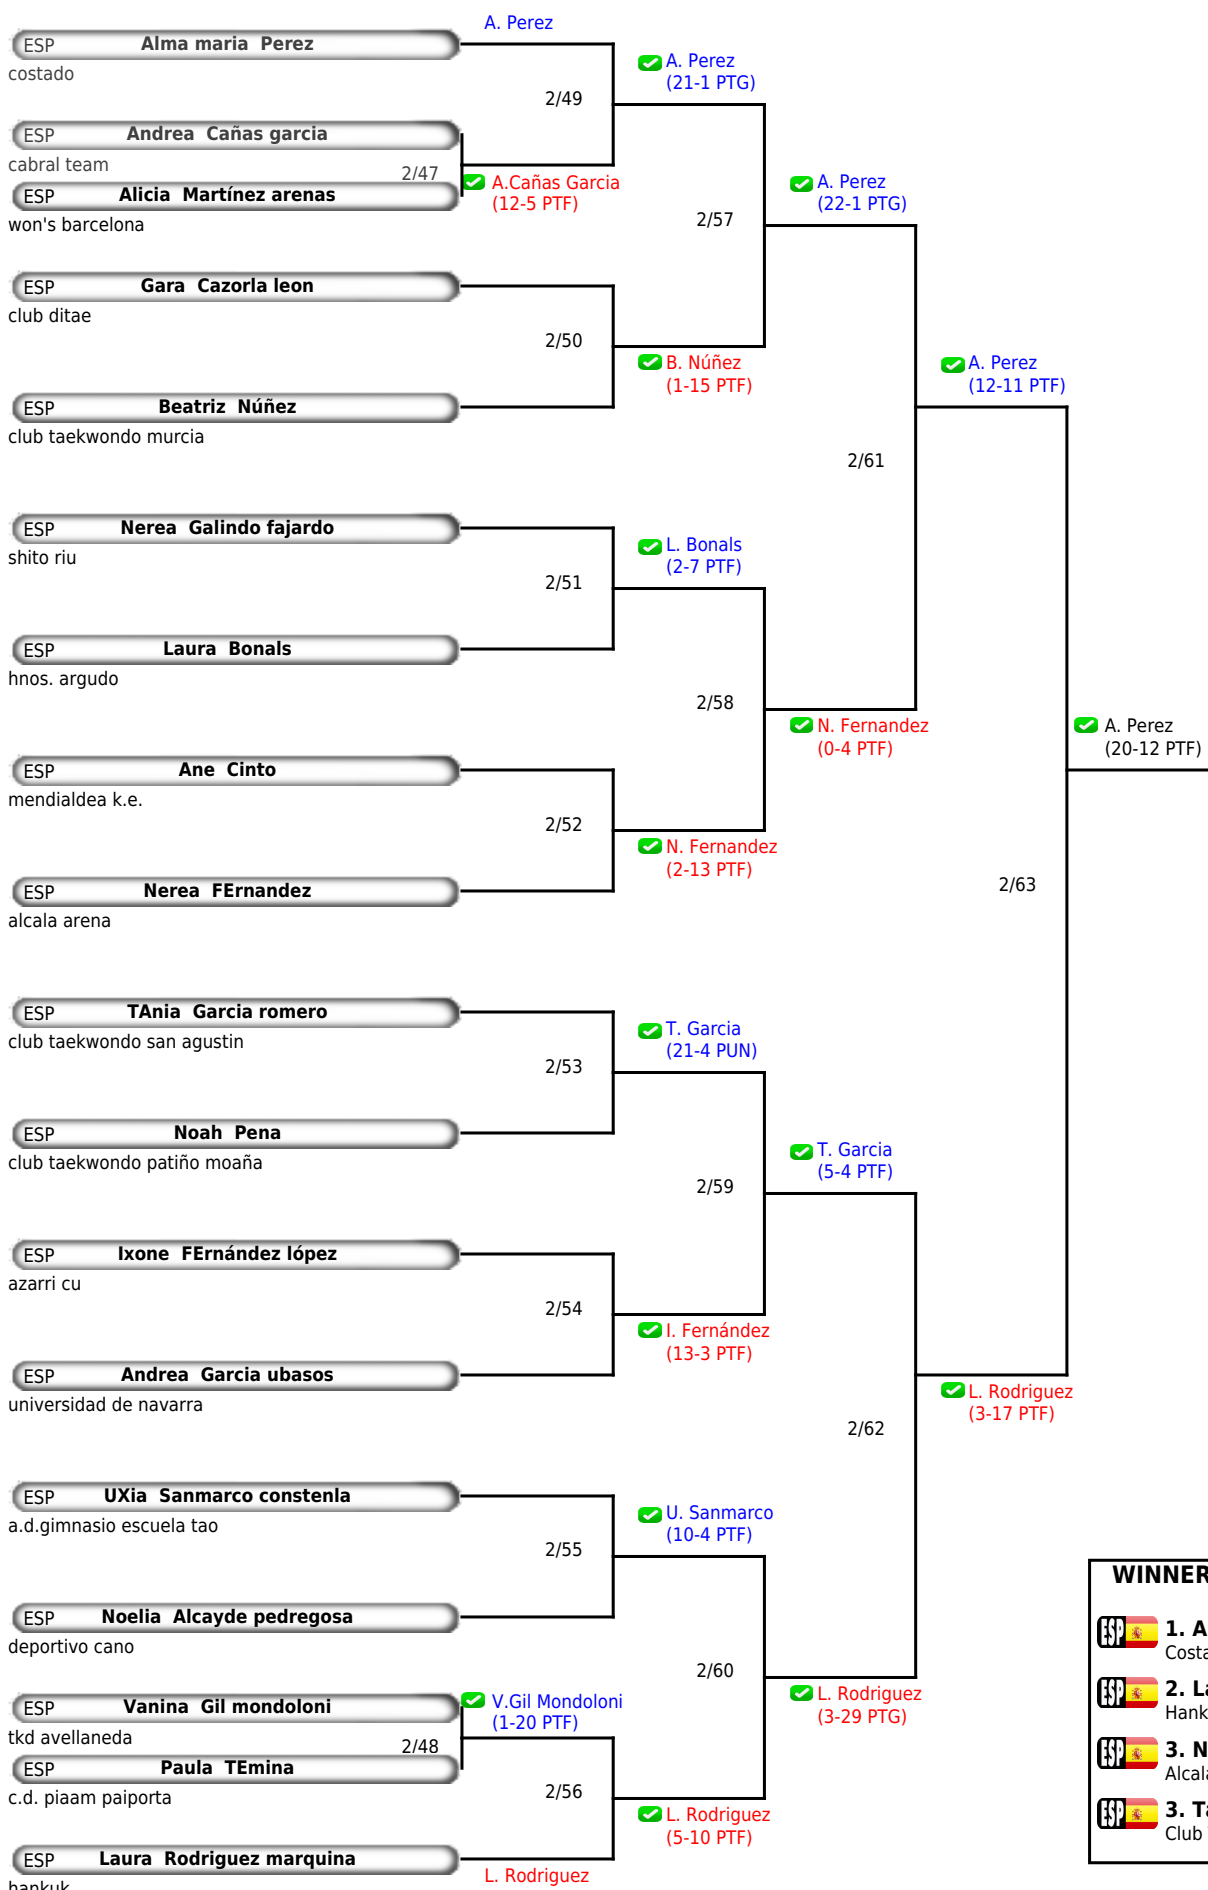 A. Perez
ESP Alma maria Perez
costado
A. Perez
(21-1 PTG)
2/49
ESP Andrea Cañas garcia
cabral team
2/47
ESP Alicia Martínez arenas
won's barcelona
A.Cañas Garcia
(12-5 PTF)
A. Perez
(22-1 PTG)
2/57
ESP Gara Cazorla leon
club ditae
2/50
B. Núñez
(1-15 PTF)
A. Perez
(12-11 PTF)
ESP Beatriz Núñez
club taekwondo murcia
2/61
ESP Nerea Galindo fajardo
shito riu
L. Bonals
(2-7 PTF)
2/51
ESP Laura Bonals
hnos. argudo
2/58
N. Fernandez
(0-4 PTF)
A. Perez
(20-12 PTF)
ESP Ane Cinto
mendialdea k.e.
2/52
N. Fernandez
(2-13 PTF)
ESP Nerea FErnandez
alcala arena
2/63
ESP TAnia Garcia romero
club taekwondo san agustin
T. Garcia
(21-4 PUN)
2/53
ESP Noah Pena
club taekwondo patiño moaña
T. Garcia
(5-4 PTF)
2/59
ESP Ixone FErnández lópez
azarri cu
2/54
I. Fernández
(13-3 PTF)
ESP Andrea Garcia ubasos
universidad de navarra
L. Rodriguez
(3-17 PTF)
2/62
ESP UXia Sanmarco constenla
a.d.gimnasio escuela tao
U. Sanmarco
(10-4 PTF)
2/55
ESP Noelia Alcayde pedregosa
deportivo cano
2/60
L. Rodriguez
(3-29 PTG)
ESP Vanina Gil mondoloni
tkd avellaneda
V.Gil Mondoloni
(1-20 PTF)
2/48
ESP Paula TEmina
c.d. piaam paiporta
2/56
L. Rodriguez
(5-10 PTF)
ESP Laura Rodriguez marquina
hankuk
L. Rodriguez
WINNER
ESP 1. A
Costa
ESP 2. La
Hank
ESP 3. N
Alcala
ESP 3. Ta
Club